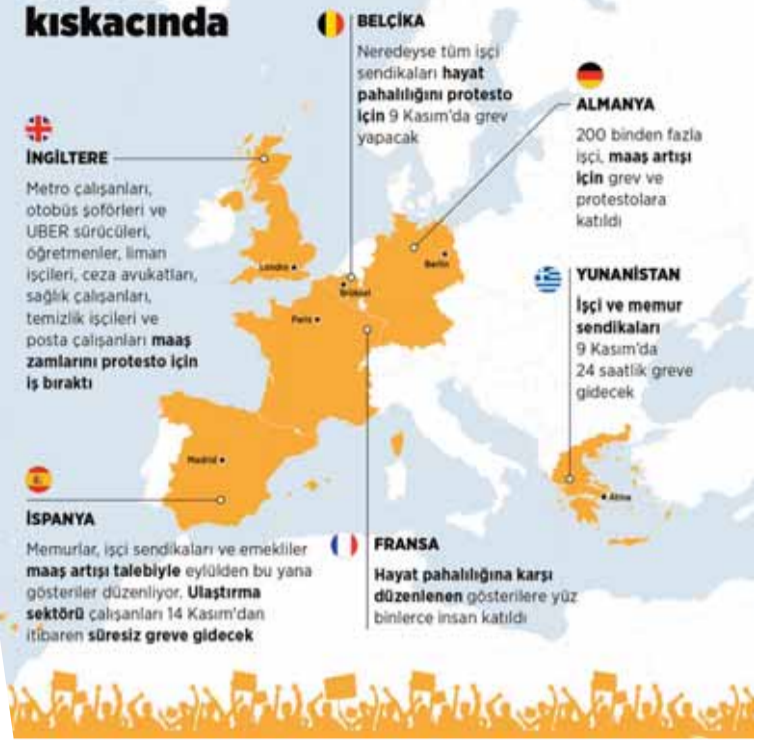 kıskacında
BELÇİKA
Neredeyse tüm işçi
sendikaları hayat
pahalılığını protesto
için 9 Kasım'da grev
yapacak
ALMANYA
200 binden fazla
işçi, maaş artışı
için grev ve
protestolara
katıldı
İNGİLTERE
Metro çalışanları,
otobüs şoförleri ve
UBER sürücüleri,
öğretmenler, liman
işçileri, ceza avukatları,
sağlık çalışanları,
temizlik işçileri ve
posta çalışanları maaş
zamlarını protesto için
iş bıraktı
Londra
Berlin
Brüksel
Paris
YUNANİSTAN
İşçi ve memur
sendikaları
9 Kasım'da
24 saatlik greve
gidecek
Madrid
Atina
İSPANYA
Memurlar, işçi sendikaları ve emekliler
maaş artışı talebiyle eylülden bu yana
gösteriler düzenliyor. Ulaştırma
sektörü çalışanları 14 Kasım'dan
itibaren süresiz greve gidecek
FRANSA
Hayat pahalılığına karşı
düzenlenen gösterilere yüz
binlerce insan katıldı